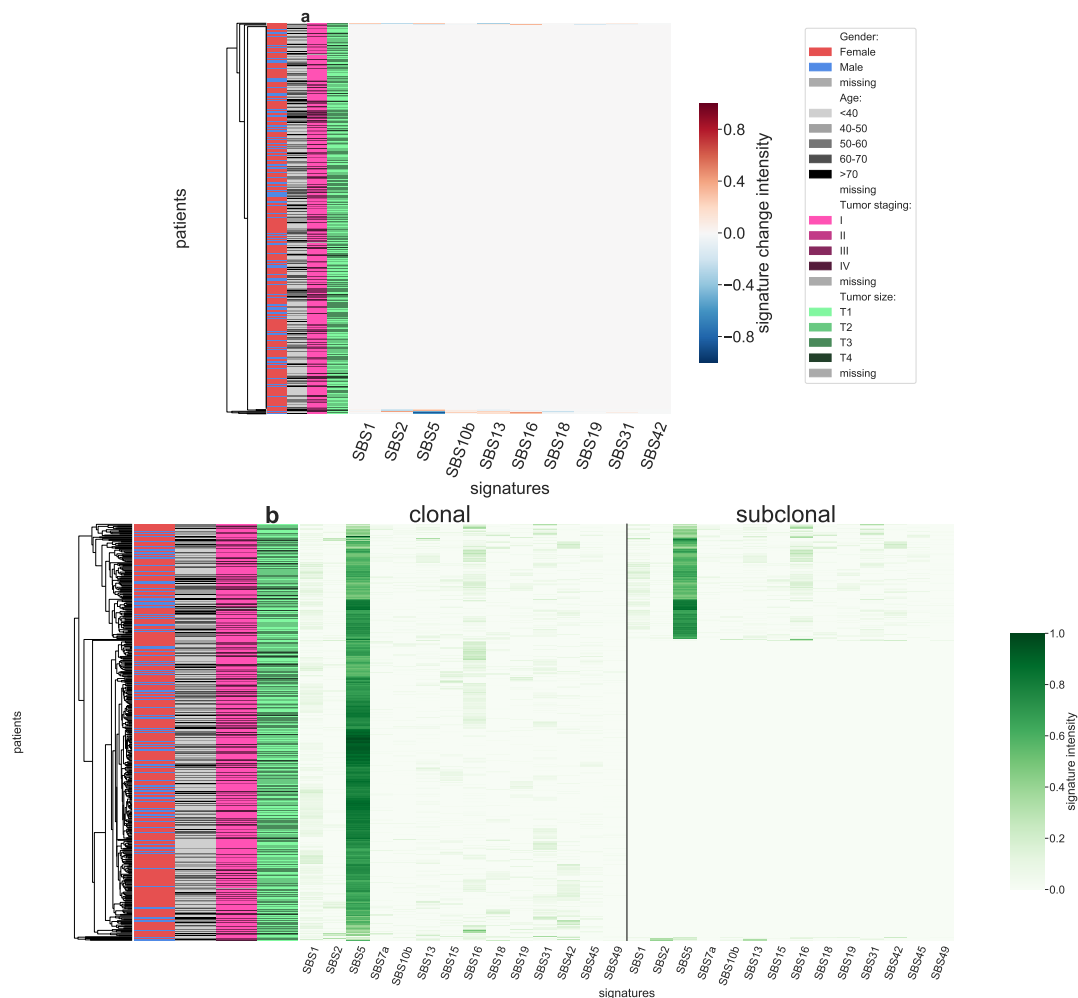 a
patients
SBS1
SBS2
SBS5
SBS10b
SBS13
SBS16
SBS18
SBS19
SBS31
SBS42
signatures
0.8
0.4
0.0
−0.4
−0.8
signature change intensity
Gender:
Female
Male
missing
Age:
<40
40-50
50-60
60-70
>70
missing
Tumor staging:
I
II
III
IV
missing
Tumor size:
T1
T2
T3
T4
missing
b
clonal
subclonal
patients
SBS1
SBS2
SBS5
SBS7a
SBS10b
SBS13
SBS15
SBS16
SBS18
SBS19
SBS31
SBS42
SBS45
SBS49
SBS1
SBS2
SBS5
SBS7a
SBS10b
SBS13
SBS15
SBS16
SBS18
SBS19
SBS31
SBS42
SBS45
SBS49
signatures
1.0
0.8
0.6
0.4
0.2
0.0
signature intensity